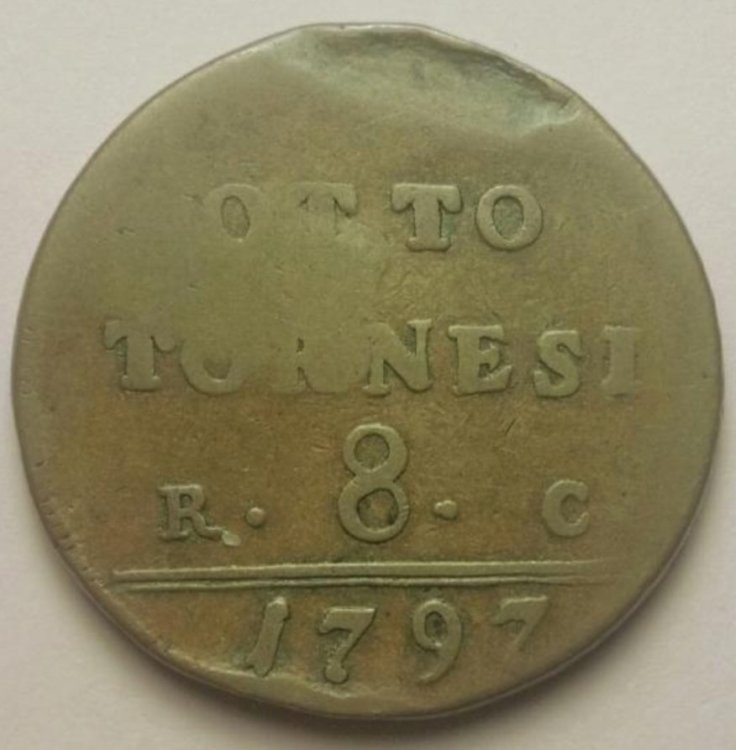 OTTO
TORNESI
R. 8. C
1797